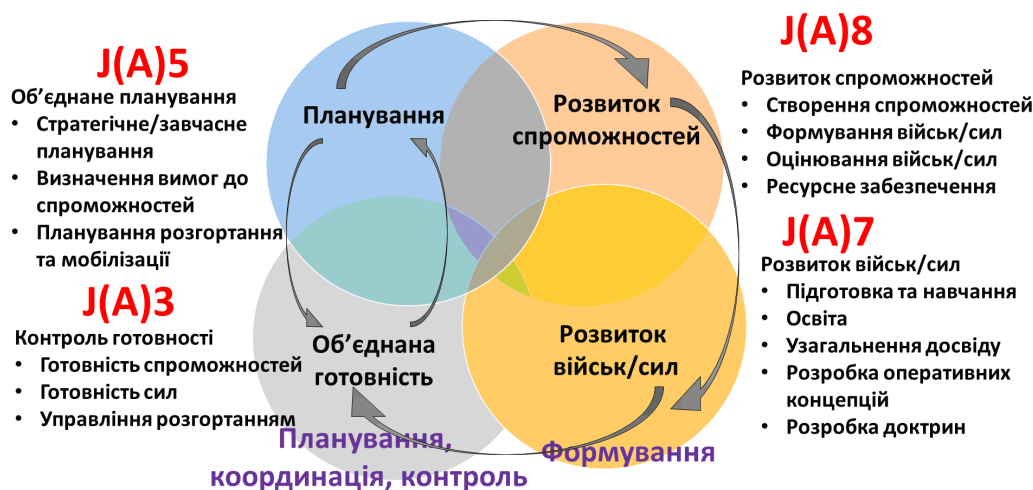 J(A)5
Об’єднане планування
• Стратегічне/завчасне
планування
• Визначення вимог до
спроможностей
• Планування розгортання
та мобілізації
J(A)3
Контроль готовності
• Готовність спроможностей
• Готовність сил
• Управління розгортанням
Планування
Розвиток
спроможностей
Об’єднана
готовність
Розвиток
військ/сил
Планування,
координація, контроль
Формування
J(A)8
Розвиток спроможностей
• Створення спроможностей
• Формування військ/сил
• Оцінювання військ/сил
• Ресурсне забезпечення
J(A)7
Розвиток військ/сил
• Підготовка та навчання
• Освіта
• Узагальнення досвіду
• Розробка оперативних
концепцій
• Розробка доктрин